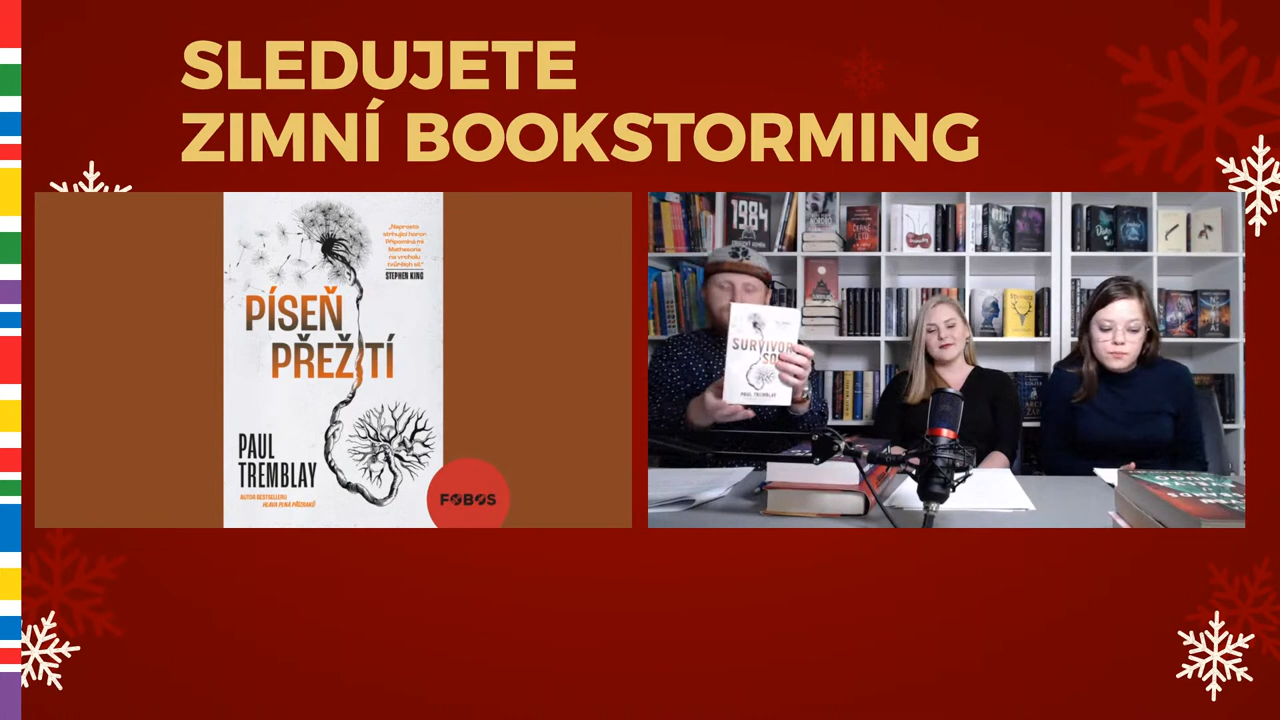 SLEDUJETE
ZIMNÍ BOOKSTORMING
„Naprosto
strhující horor.
Připomíná mi
Mathesona
na vrcholu
tvůrčích sil."
STEPHEN KING
PÍSEŇ
PŘEŽITÍ
PAUL
TREMBLAY
AUTOR BESTSELLERU
HLAVA PLNÁ PŘÍZRAKŮ
FOBOS
1984
SURVIVOR
SO
PAUL TREMBLAY